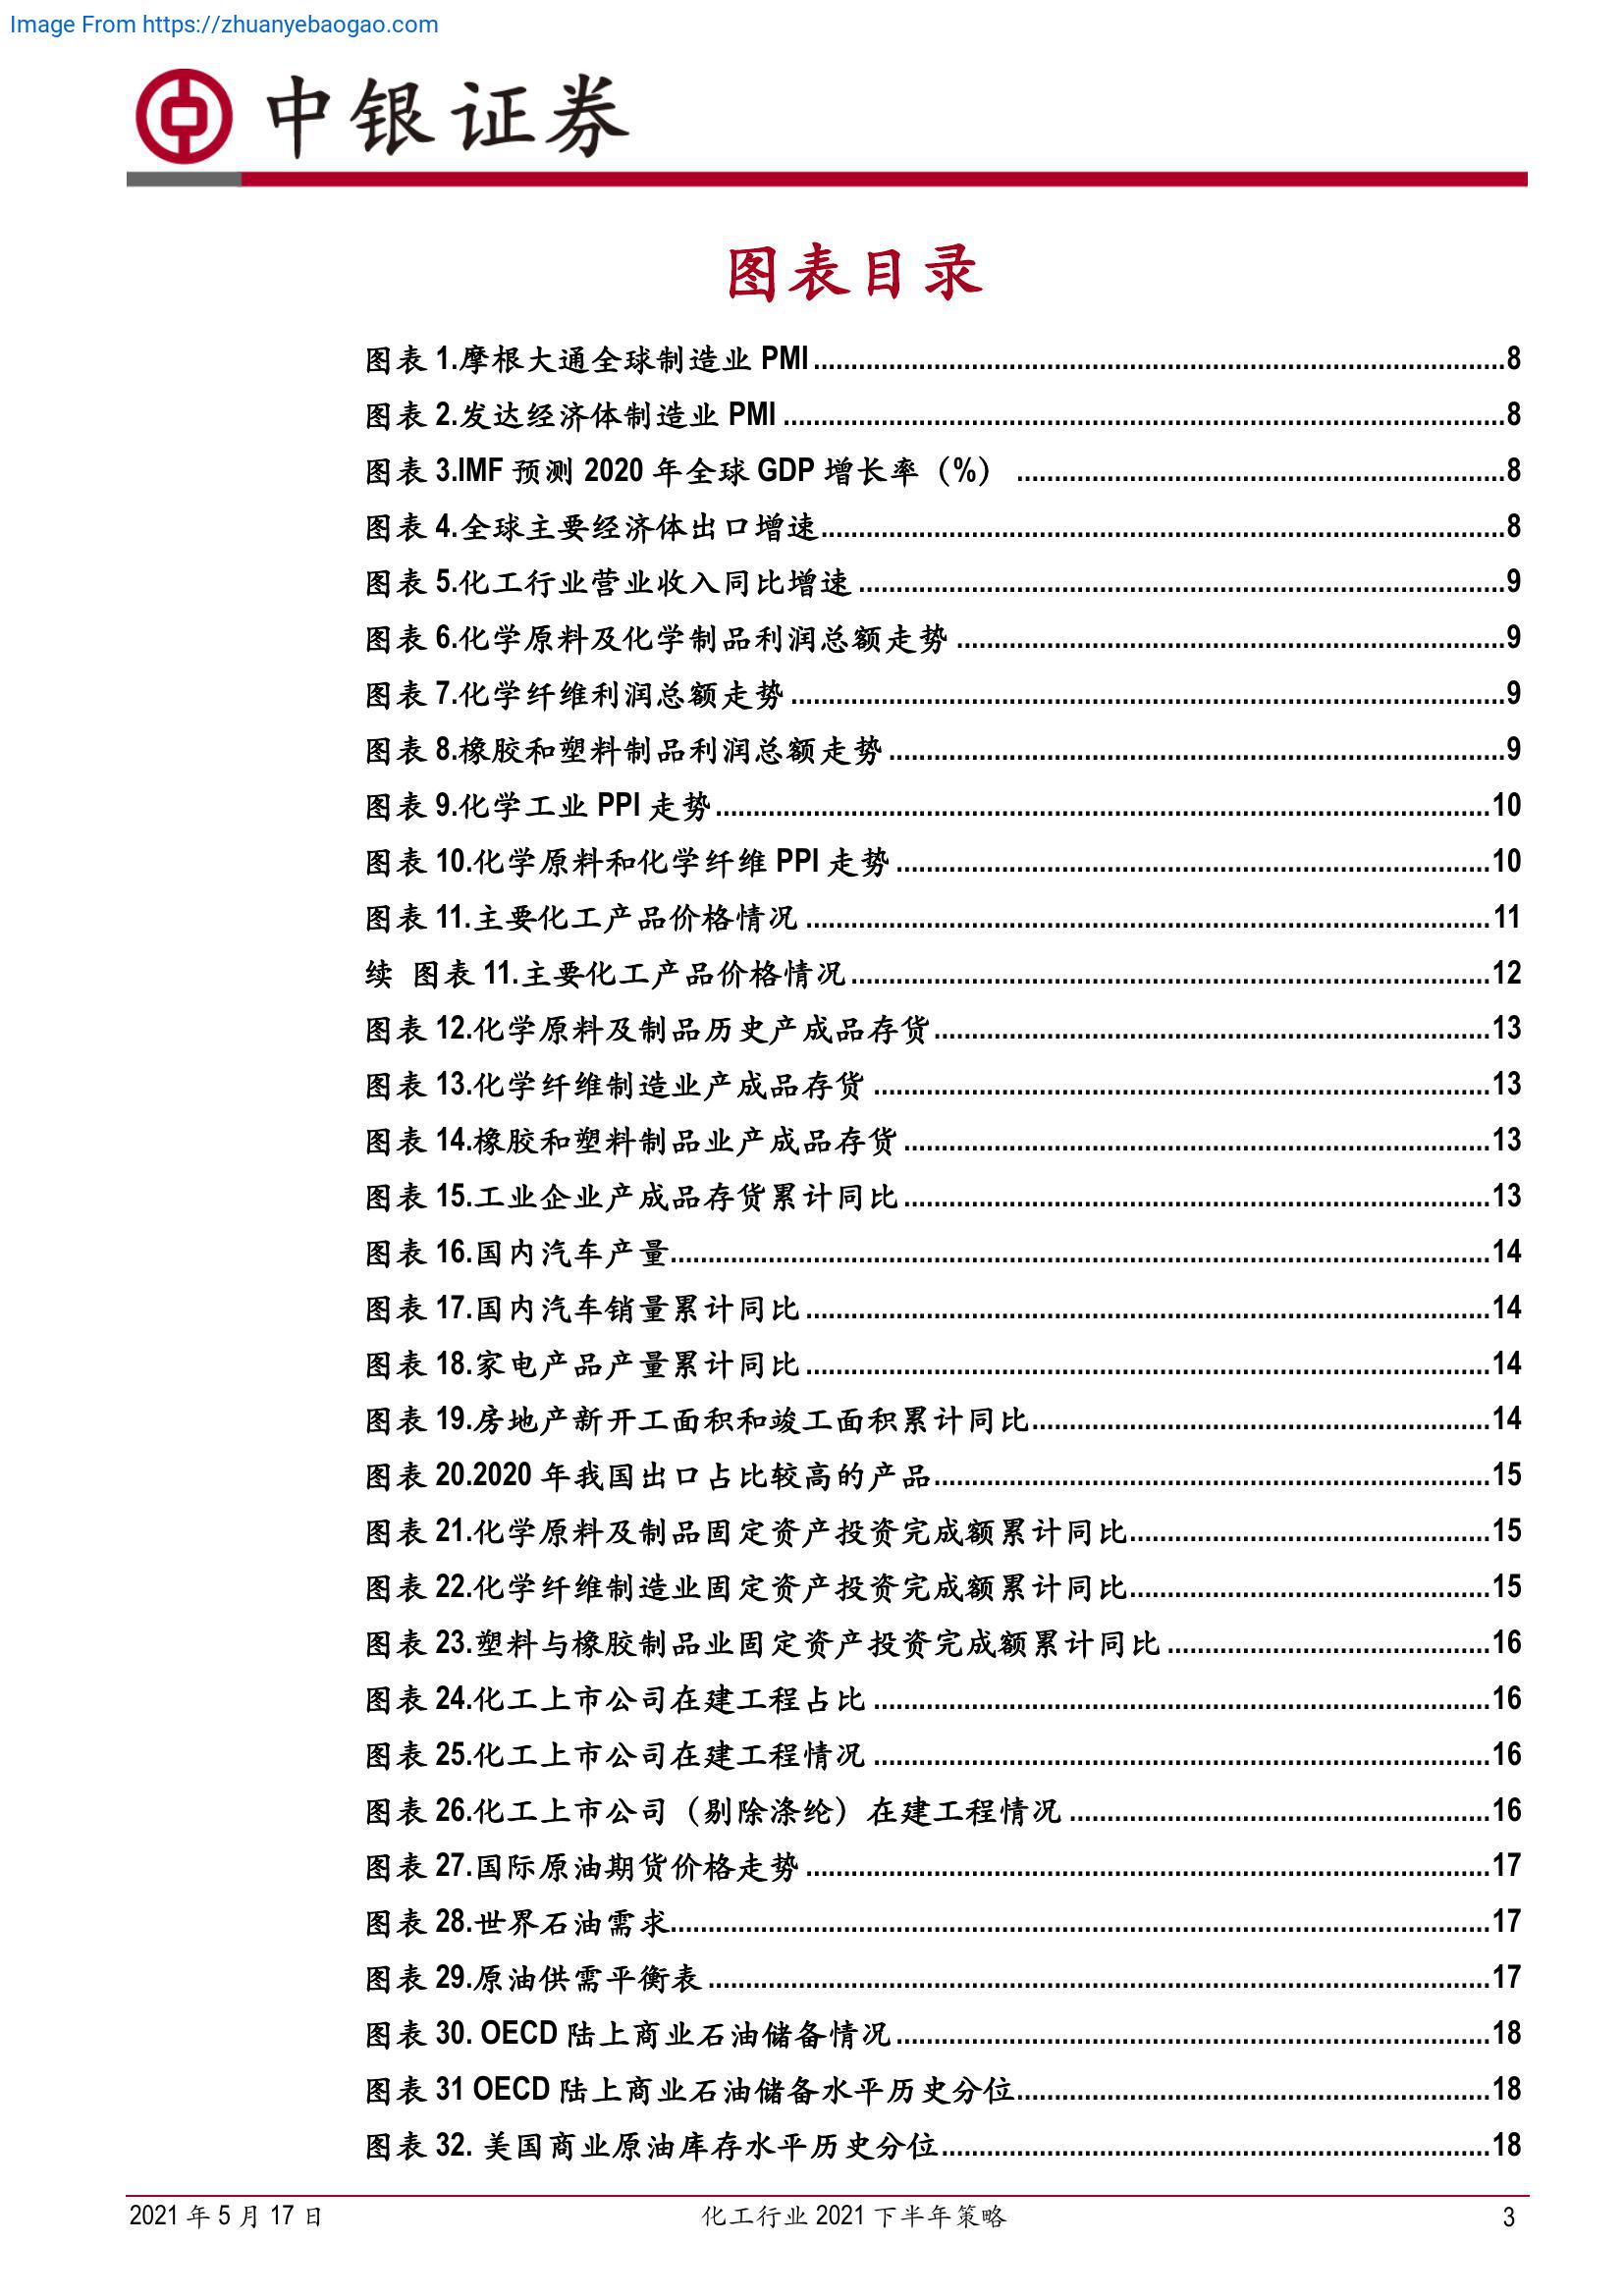 Image From https://zhuanyebaogao.com
中银证券
图表目录
图表 1.摩根大通全球制造业 PMI........................................8
图表 2.发达经济体制造业 PMI........................................8
图表 3.IMF 预测 2020 年全球 GDP 增长率（%）........................................8
图表 4.全球主要经济体出口增速........................................8
图表 5.化工行业营业收入同比增速........................................9
图表 6.化学原料及化学制品利润总额走势........................................9
图表 7.化学纤维利润总额走势........................................9
图表 8.橡胶和塑料制品利润总额走势........................................9
图表 9.化学工业 PPI 走势........................................10
图表 10.化学原料和化学纤维 PPI 走势........................................10
图表 11.主要化工产品价格情况........................................11
续 图表 11.主要化工产品价格情况........................................12
图表 12.化学原料及制品历史产成品存货........................................13
图表 13.化学纤维制造业产成品存货........................................13
图表 14.橡胶和塑料制品业产成品存货........................................13
图表 15.工业企业产成品存货累计同比........................................13
图表 16.国内汽车产量........................................14
图表 17.国内汽车销量累计同比........................................14
图表 18.家电产品产量累计同比........................................14
图表 19.房地产新开工面积和竣工面积累计同比........................................14
图表 20.2020 年我国出口占比较高的产品........................................15
图表 21.化学原料及制品固定资产投资完成额累计同比........................................15
图表 22.化学纤维制造业固定资产投资完成额累计同比........................................15
图表 23.塑料与橡胶制品业固定资产投资完成额累计同比........................................16
图表 24.化工上市公司在建工程占比........................................16
图表 25.化工上市公司在建工程情况........................................16
图表 26.化工上市公司（剔除涤纶）在建工程情况........................................16
图表 27.国际原油期货价格走势........................................17
图表 28.世界石油需求........................................17
图表 29.原油供需平衡表........................................17
图表 30. OECD 陆上商业石油储备情况........................................18
图表 31 OECD 陆上商业石油储备水平历史分位........................................18
图表 32. 美国商业原油库存水平历史分位........................................18
2021 年 5 月 17 日 化工行业 2021 下半年策略 3